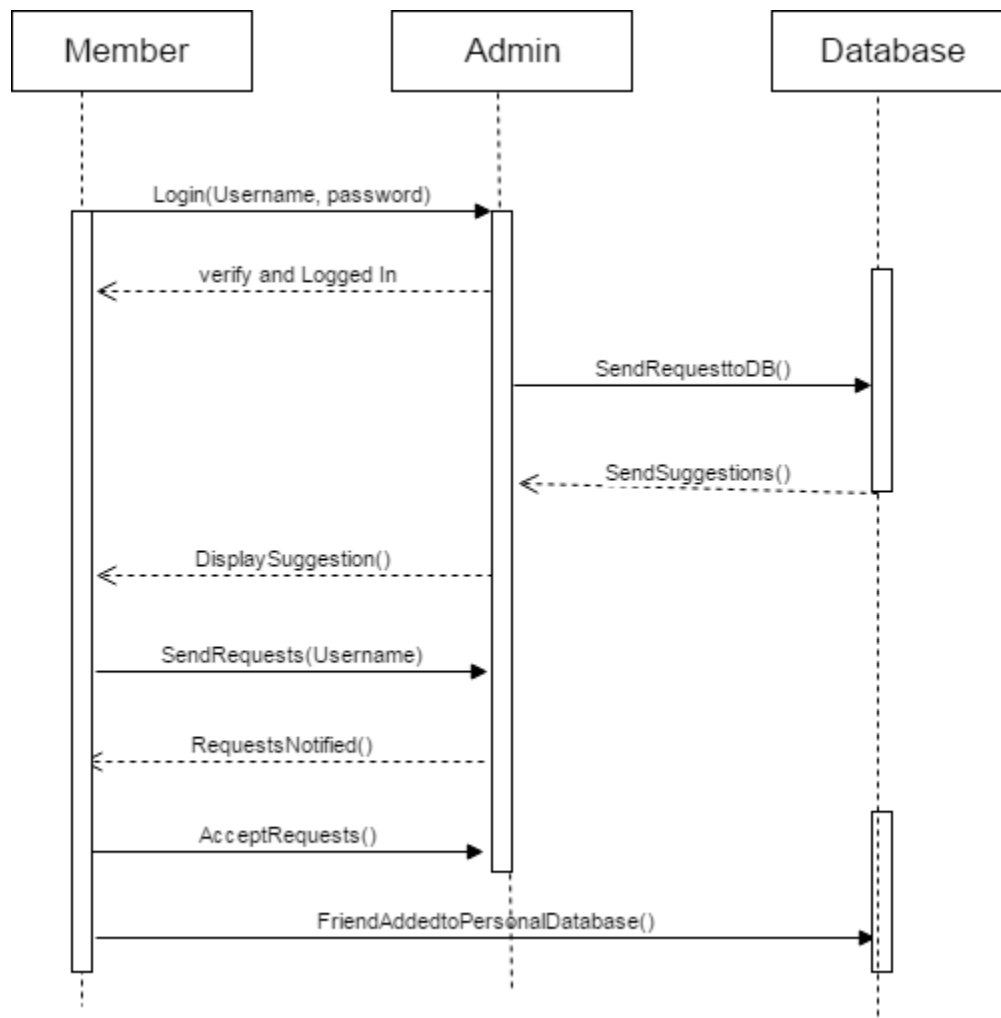 Member
Admin
Database
Login(Username, password)
verify and Logged In
SendRequesttoDB()
SendSuggestions()
DisplaySuggestion()
SendRequests(Username)
RequestsNotified()
AcceptRequests()
FriendAddedtoPersonalDatabase()